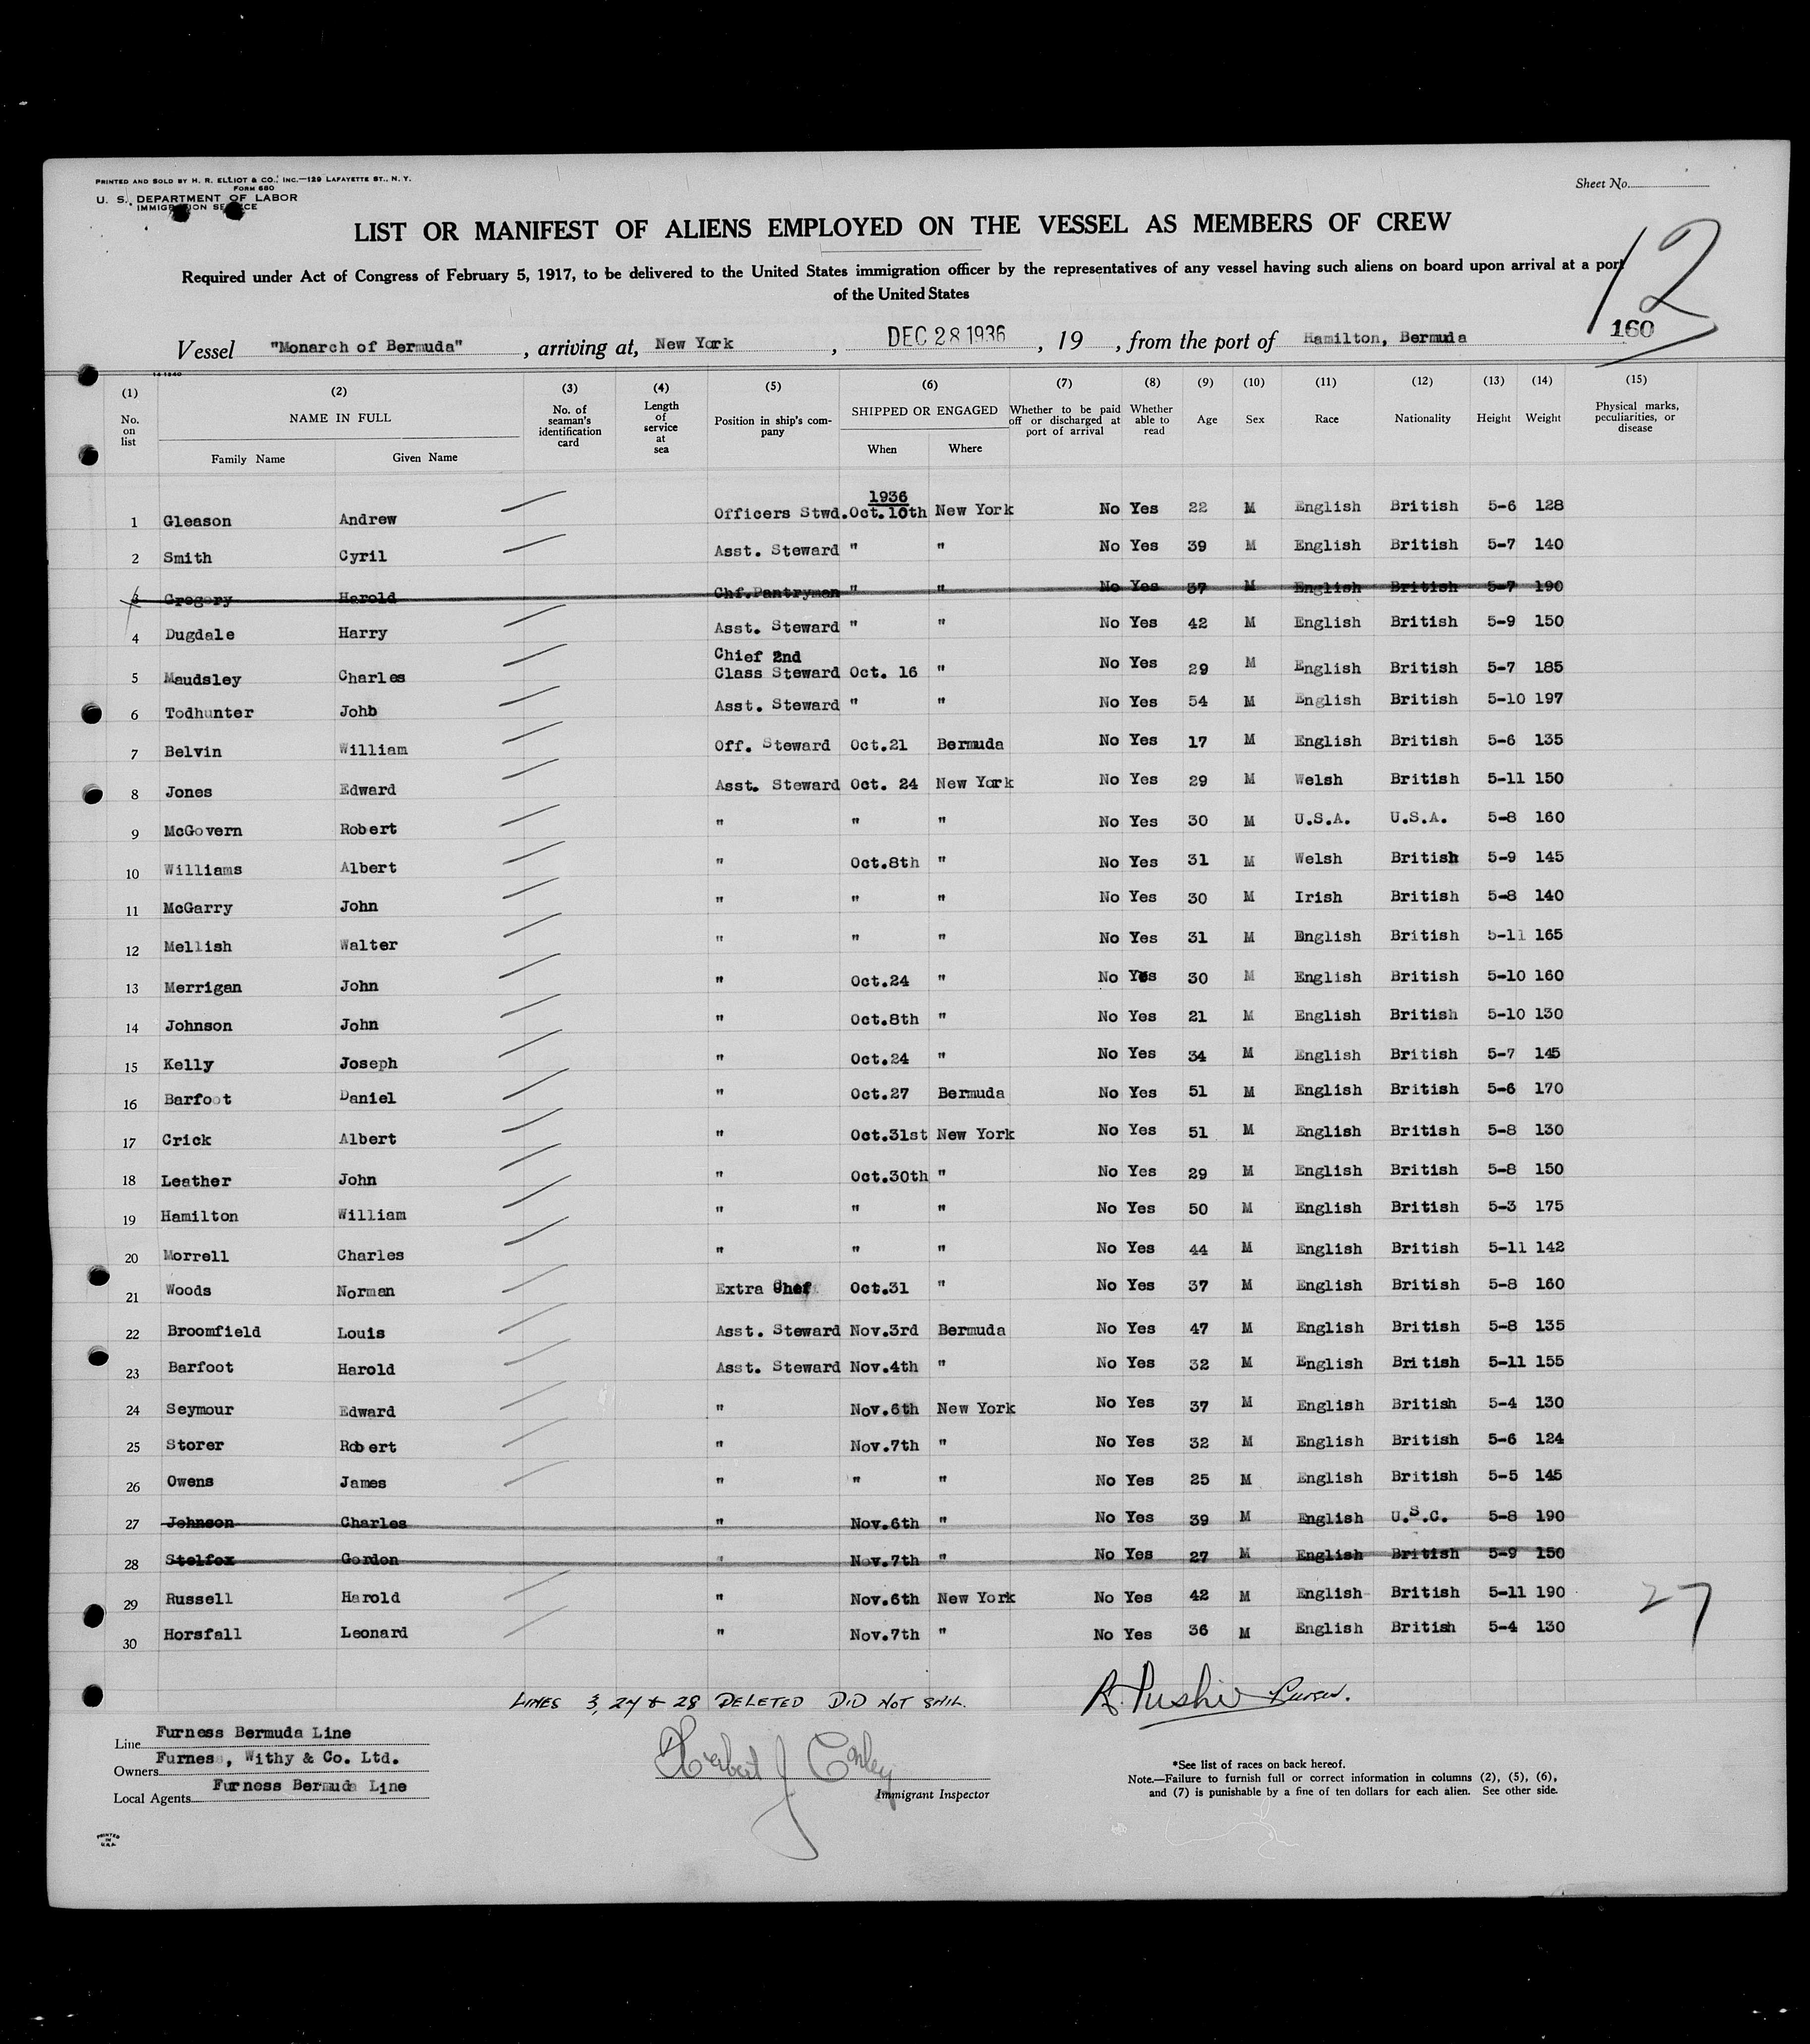 PRINTED AND SOLD BY H. R. ELLIOT & CO., INC.—129 LAFAYETTE ST., N. Y.
FORM 680
U. S. DEPARTMENT OF LABOR
IMMIGRATION SERVICE
Sheet No.
LIST OR MANIFEST OF ALIENS EMPLOYED ON THE VESSEL AS MEMBERS OF CREW
12
Required under Act of Congress of February 5, 1917, to be delivered to the United States immigration officer by the representatives of any vessel having such aliens on board upon arrival at a port
of the United States
160
Vessel "Monarch of Bermuda" , arriving at, New York , DEC 28 1936 , 19 , from the port of Hamilton, Bermuda
(1) (2) (3) (4) (5) (6) (7) (8) (9) (10) (11) (12) (13) (14) (15)
No. on list NAME IN FULL Family Name Given Name No. of seaman's identification card Length of service at sea Position in ship's company SHIPPED OR ENGAGED When Where Whether to be paid off or discharged at port of arrival Whether able to read Age Sex Race Nationality Height Weight Physical marks, peculiarities, or disease
1936
1 Gleason Andrew Officers Stwd. Oct. 10th New York No Yes 22 M English British 5-6 128
2 Smith Cyril Asst. Steward " " No Yes 39 M English British 5-7 140
3 Gregory Harold Chf.Pantryman " " No Yes 37 M English British 5-7 190
4 Dugdale Harry Asst. Steward " " No Yes 42 M English British 5-9 150
5 Maudsley Charles Chief 2nd Class Steward Oct. 16 " No Yes 29 M English British 5-7 185
6 Todhunter Johb Asst. Steward " " No Yes 54 M English British 5-10 197
7 Belvin William Off. Steward Oct.21 Bermuda No Yes 17 M English British 5-6 135
8 Jones Edward Asst. Steward Oct. 24 New York No Yes 29 M Welsh British 5-11 150
9 McGovern Robert " " " No Yes 30 M U.S.A. U.S.A. 5-8 160
10 Williams Albert " Oct.8th " No Yes 31 M Welsh British 5-9 145
11 McGarry John " " " No Yes 30 M Irish British 5-8 140
12 Mellish Walter " " " No Yes 31 M English British 5-11 165
13 Merrigan John " Oct.24 " No Yes 30 M English British 5-10 160
14 Johnson John " Oct.8th " No Yes 21 M English British 5-10 130
15 Kelly Joseph " Oct.24 " No Yes 34 M English British 5-7 145
16 Barfoot Daniel " Oct.27 Bermuda No Yes 51 M English British 5-6 170
17 Crick Albert " Oct.31st New York No Yes 51 M English British 5-8 130
18 Leather John " Oct.30th " No Yes 29 M English British 5-8 150
19 Hamilton William " " " No Yes 50 M English British 5-3 175
20 Morrell Charles " " " No Yes 44 M English British 5-11 142
21 Woods Norman Extra Chef Oct.31 " No Yes 37 M English British 5-8 160
22 Broomfield Louis Asst. Steward Nov.3rd Bermuda No Yes 47 M English British 5-8 135
23 Barfoot Harold Asst. Steward Nov.4th " No Yes 32 M English British 5-11 155
24 Seymour Edward " Nov.6th New York No Yes 37 M English British 5-4 130
25 Storer Robert " Nov.7th " No Yes 32 M English British 5-6 124
26 Owens James " " " No Yes 25 M English British 5-5 145
27 Johnson Charles " Nov.6th " No Yes 39 M English U.S.C. 5-8 190
28 Stelfox Gordon " Nov.7th " No Yes 27 M English British 5-9 150
29 Russell Harold " Nov.6th New York No Yes 42 M English British 5-11 190
30 Horsfall Leonard " Nov.7th " No Yes 36 M English British 5-4 130
27
LINES 3, 27 & 28 DELETED DID NOT SAIL.
Line Furness Bermuda Line
Owners Furness, Withy & Co. Ltd.
Local Agents Furness Bermuda Line
Herbert J Conley
Immigrant Inspector
*See list of races on back hereof.
Note.—Failure to furnish full or correct information in columns (2), (5), (6),
and (7) is punishable by a fine of ten dollars for each alien. See other side.
PRINTED IN U.S.A.